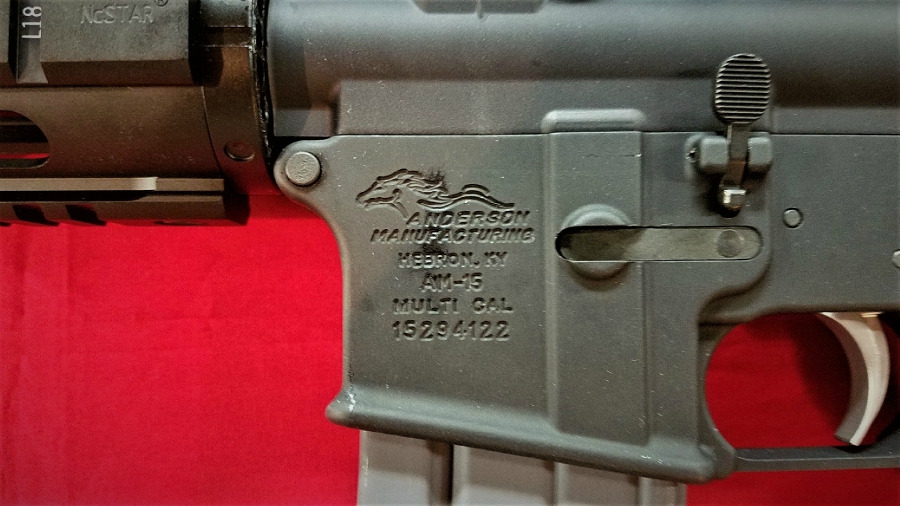 NcSTAR®
L18
ANDERSON
MANUFACTURING
HEBRON, KY
AM-15
MULTI CAL
15294122